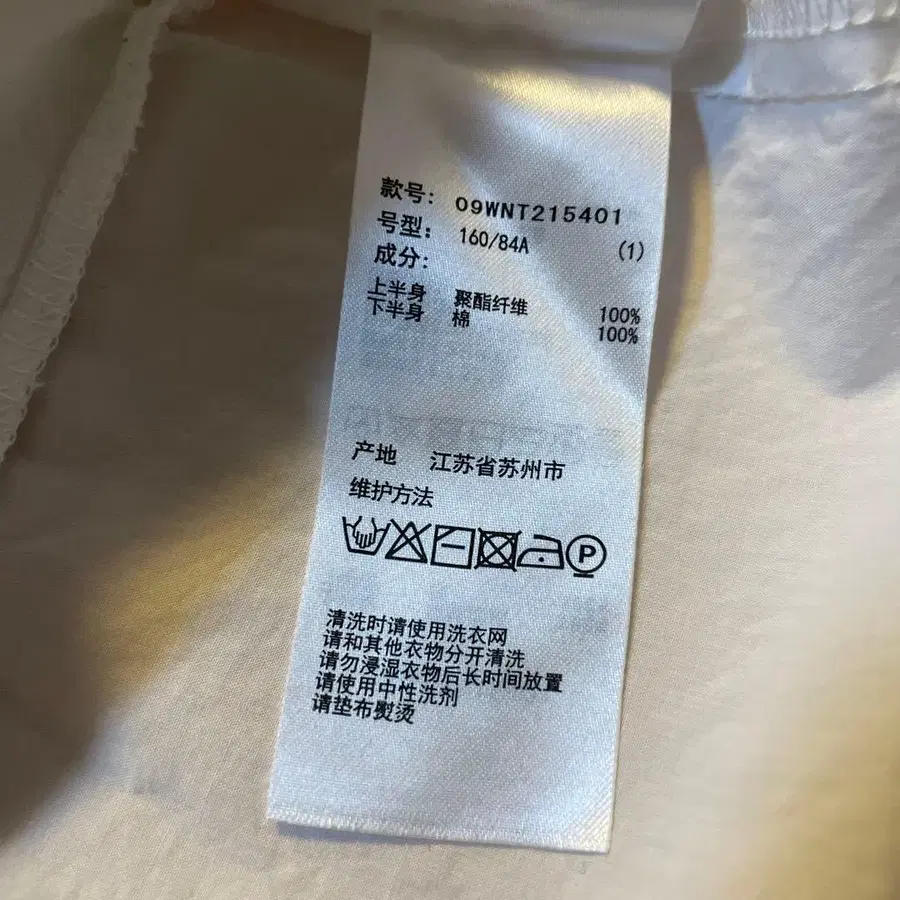 款号: 09WNT215401
号型: 160/84A (1)
成分:
上半身 聚酯纤维 100%
下半身 棉 100%
产地 江苏省苏州市
维护方法
P
清洗时请使用洗衣网
请和其他衣物分开清洗
请勿浸湿衣物后长时间放置
请使用中性洗剂
请垫布熨烫